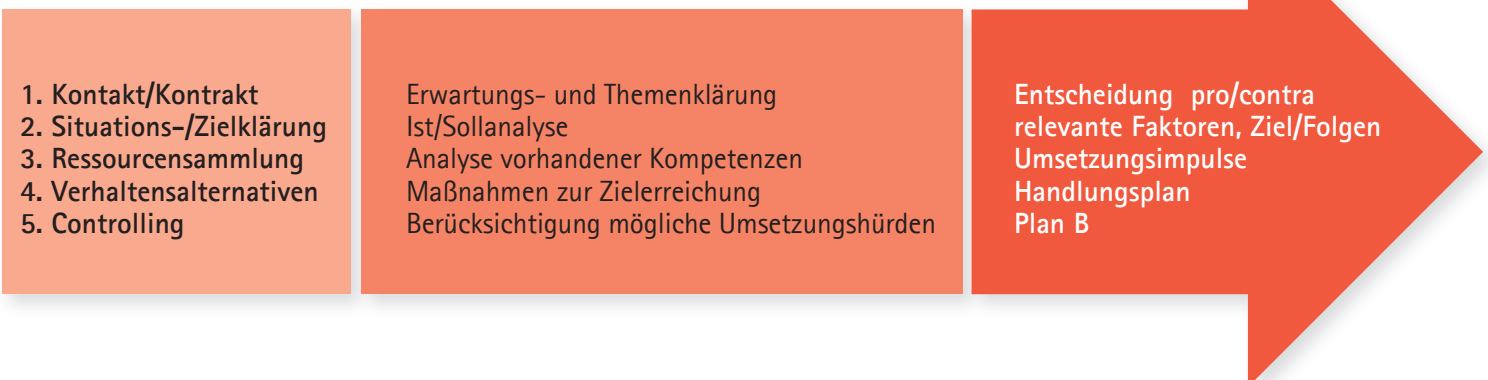 1. Kontakt/Kontrakt
2. Situations-/Zielklärung
3. Ressourcensammlung
4. Verhaltensalternativen
5. Controlling
Erwartungs- und Themenklärung
Ist/Sollanalyse
Analyse vorhandener Kompetenzen
Maßnahmen zur Zielerreichung
Berücksichtigung mögliche Umsetzungshürden
Entscheidung pro/contra
relevante Faktoren, Ziel/Folgen
Umsetzungsimpulse
Handlungsplan
Plan B